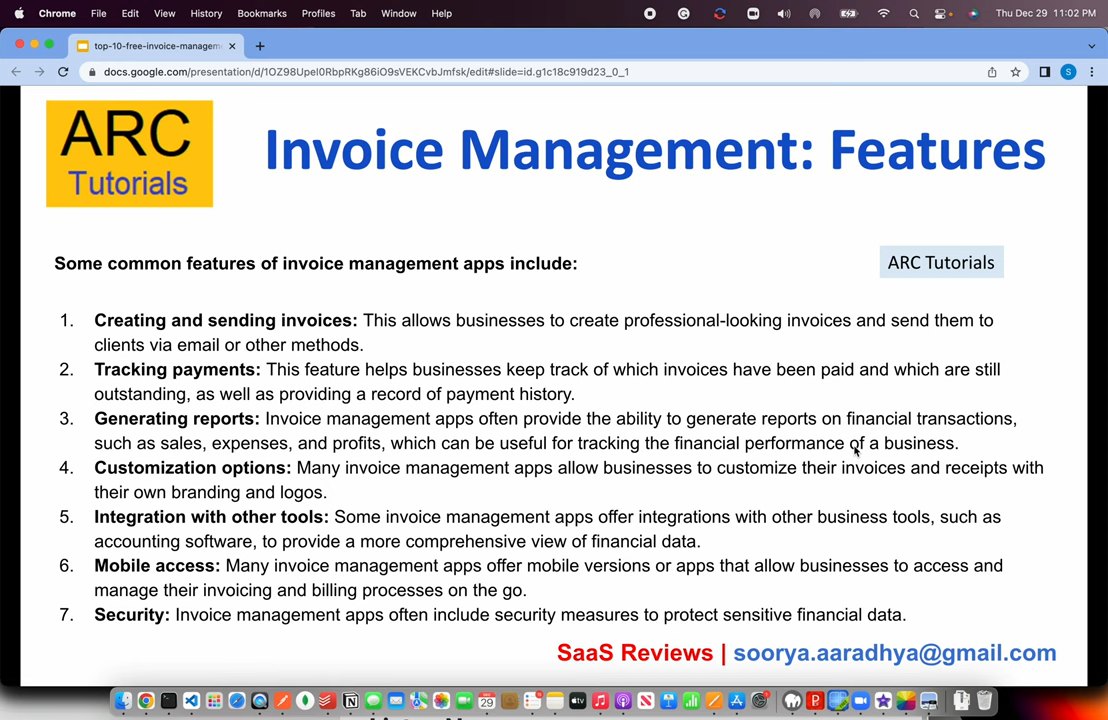 Chrome File Edit View History Bookmarks Profiles Tab Window Help Thu Dec 29 11:02 PM
top-10-free-invoice-managem
docs.google.com/presentation/d/1OZ98UpeI0RbpRKg86iO9sVEKCvbJmfsk/edit#slide=id.g1c18c919d23_0_1
S
ARC
Tutorials
Invoice Management: Features
Some common features of invoice management apps include:
ARC Tutorials
1. Creating and sending invoices: This allows businesses to create professional-looking invoices and send them to
clients via email or other methods.
2. Tracking payments: This feature helps businesses keep track of which invoices have been paid and which are still
outstanding, as well as providing a record of payment history.
3. Generating reports: Invoice management apps often provide the ability to generate reports on financial transactions,
such as sales, expenses, and profits, which can be useful for tracking the financial performance of a business.
4. Customization options: Many invoice management apps allow businesses to customize their invoices and receipts with
their own branding and logos.
5. Integration with other tools: Some invoice management apps offer integrations with other business tools, such as
accounting software, to provide a more comprehensive view of financial data.
6. Mobile access: Many invoice management apps offer mobile versions or apps that allow businesses to access and
manage their invoicing and billing processes on the go.
7. Security: Invoice management apps often include security measures to protect sensitive financial data.
SaaS Reviews | soorya.aaradhya@gmail.com